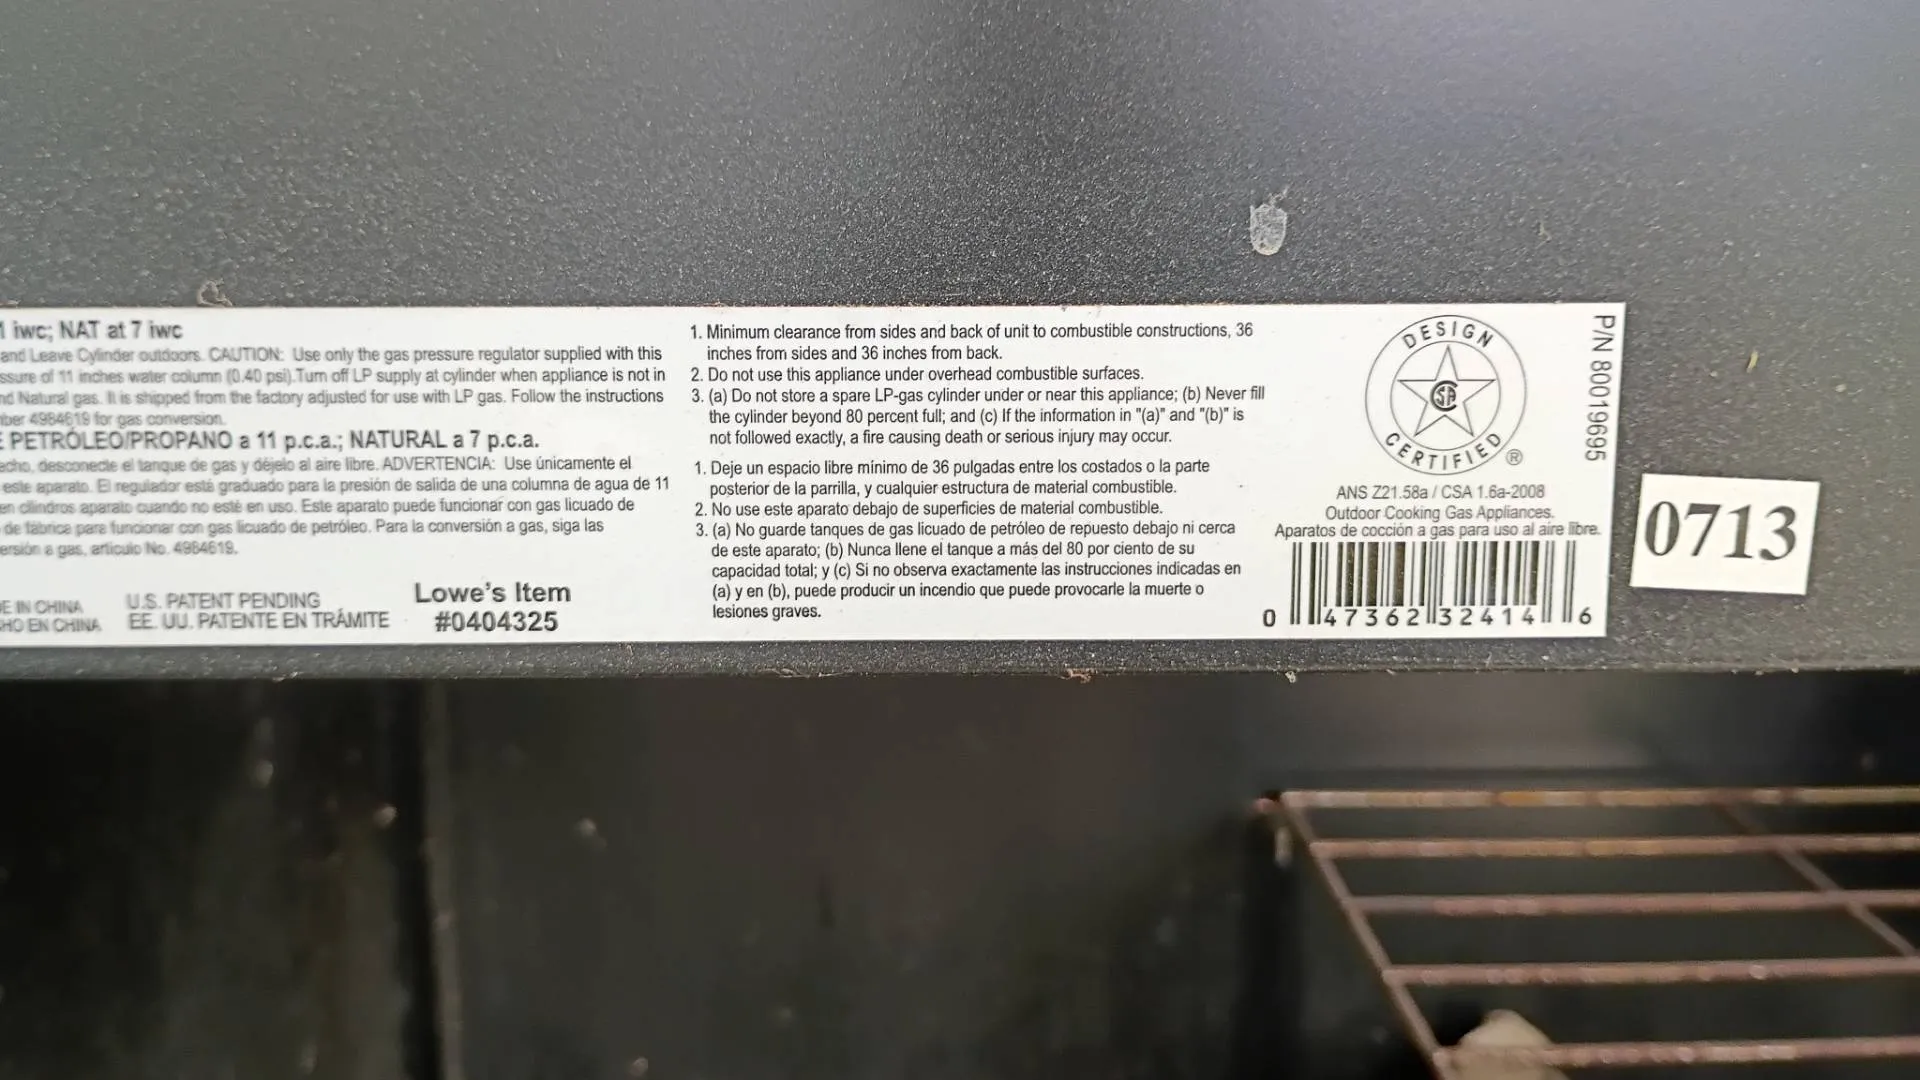 1 iwc; NAT at 7 iwc
and Leave Cylinder outdoors. CAUTION: Use only the gas pressure regulator supplied with this
ssure of 11 inches water column (0.40 psi).Turn off LP supply at cylinder when appliance is not in
nd Natural gas. It is shipped from the factory adjusted for use with LP gas. Follow the instructions
ber 4984619 for gas conversion.
E PETRÓLEO/PROPANO a 11 p.c.a.; NATURAL a 7 p.c.a.
echo, desconecte el tanque de gas y déjelo al aire libre. ADVERTENCIA: Use únicamente el
este aparato. El regulador está graduado para la presión de salida de una columna de agua de 11
en cilindros aparato cuando no esté en uso. Este aparato puede funcionar con gas licuado de
de fábrica para funcionar con gas licuado de petróleo. Para la conversión a gas, siga las
ersión a gas, artículo No. 4984619.
E IN CHINA
HO EN CHINA
U.S. PATENT PENDING
EE. UU. PATENTE EN TRÁMITE
Lowe's Item
#0404325
1. Minimum clearance from sides and back of unit to combustible constructions, 36
inches from sides and 36 inches from back.
2. Do not use this appliance under overhead combustible surfaces.
3. (a) Do not store a spare LP-gas cylinder under or near this appliance; (b) Never fill
the cylinder beyond 80 percent full; and (c) If the information in "(a)" and "(b)" is
not followed exactly, a fire causing death or serious injury may occur.
1. Deje un espacio libre mínimo de 36 pulgadas entre los costados o la parte
posterior de la parrilla, y cualquier estructura de material combustible.
2. No use este aparato debajo de superficies de material combustible.
3. (a) No guarde tanques de gas licuado de petróleo de repuesto debajo ni cerca
de este aparato; (b) Nunca llene el tanque a más del 80 por ciento de su
capacidad total; y (c) Si no observa exactamente las instrucciones indicadas en
(a) y en (b), puede producir un incendio que puede provocarle la muerte o
lesiones graves.
DESIGN
SA
CERTIFIED ®
ANS Z21.58a / CSA 1.6a-2008
Outdoor Cooking Gas Appliances.
Aparatos de cocción a gas para uso al aire libre.
0 47362 32414 6
P/N 80019695
0713